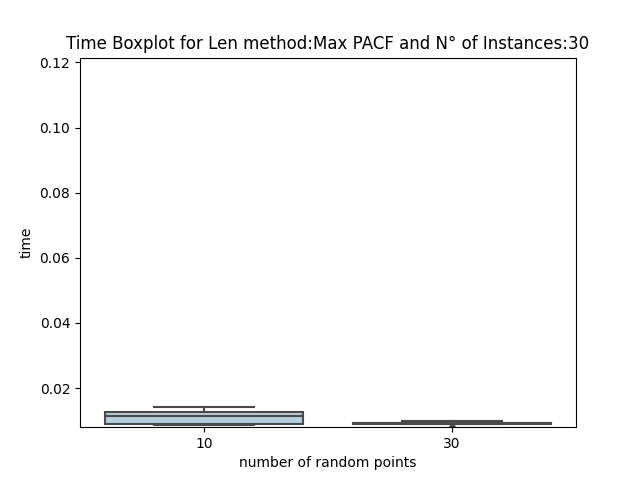 Time Boxplot for Len method:Max PACF and N° of Instances:30
0.12
0.10
0.08
0.06
0.04
0.02
time
10 30
number of random points